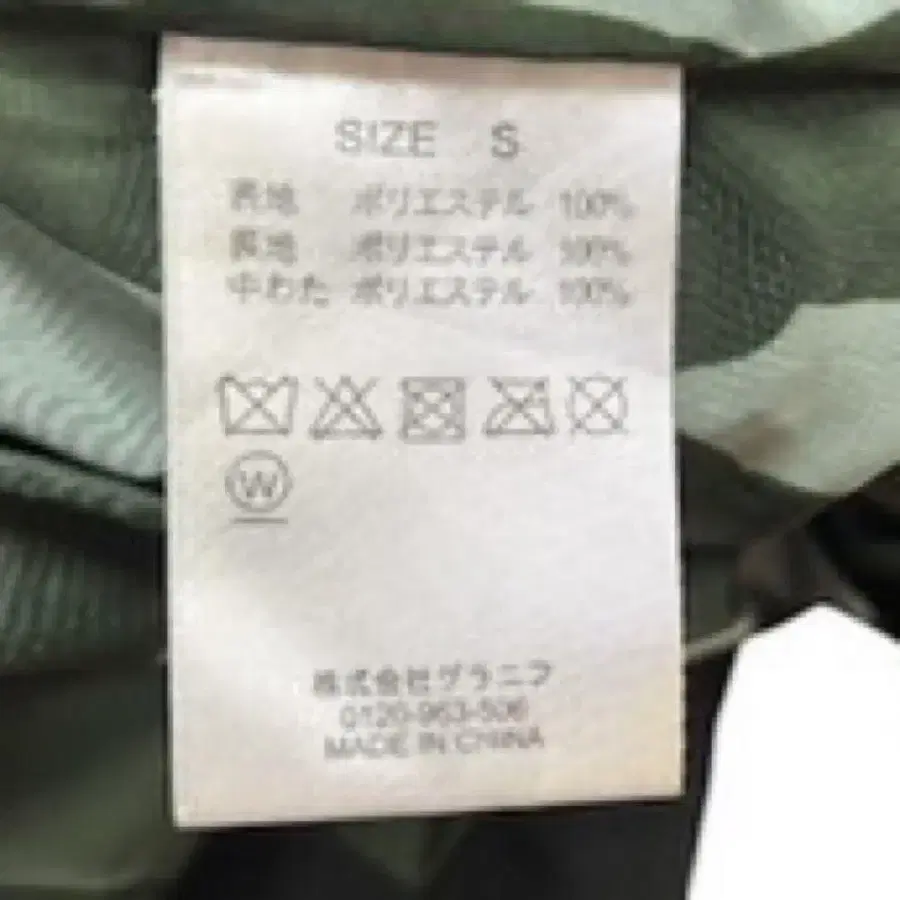 SIZE S
表地 ポリエステル 100%
裏地 ポリエステル 100%
中わた ポリエステル 100%
W
株式会社グラニフ
0120-963-506
MADE IN CHINA